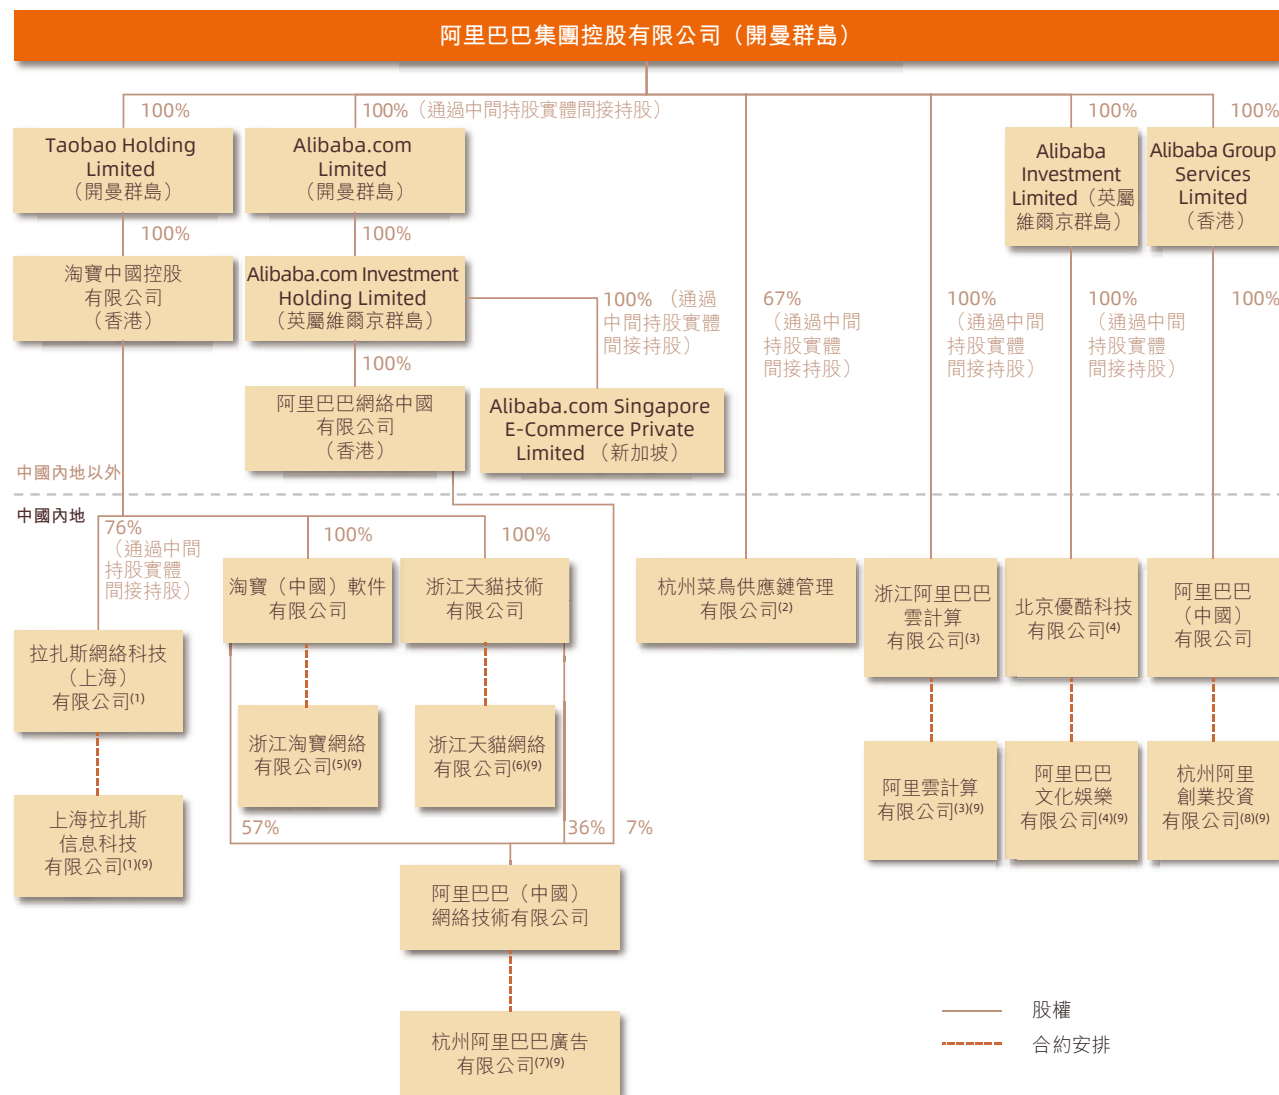 阿里巴巴集團控股有限公司（開曼群島）
100%
100%（通過中間持股實體間接持股）
100%
100%
Taobao Holding
Limited
（開曼群島）
Alibaba.com
Limited
（開曼群島）
Alibaba
Investment
Limited（英屬
維爾京群島）
Alibaba Group
Services
Limited
（香港）
100%
100%
淘寶中國控股
有限公司
（香港）
Alibaba.com Investment
Holding Limited
（英屬維爾京群島）
100%（通過
中間持股實體
間接持股）
67%
（通過中間
持股實體
間接持股）
100%
（通過中間
持股實體
間接持股）
100%
（通過中間
持股實體
間接持股）
100%
100%
阿里巴巴網絡中國
有限公司
（香港）
Alibaba.com Singapore
E-Commerce Private
Limited （新加坡）
中國內地以外
中國內地
76%
（通過中間
持股實體
間接持股）
100%
100%
淘寶（中國）軟件
有限公司
浙江天貓技術
有限公司
杭州菜鳥供應鏈管理
有限公司(2)
浙江阿里巴巴
雲計算
有限公司(3)
北京優酷科技
有限公司(4)
阿里巴巴
（中國）
有限公司
拉扎斯網絡科技
（上海）
有限公司(1)
浙江淘寶網絡
有限公司(5)(9)
浙江天貓網絡
有限公司(6)(9)
阿里雲計算
有限公司(3)(9)
阿里巴巴
文化娛樂
有限公司(4)(9)
杭州阿里
創業投資
有限公司(8)(9)
上海拉扎斯
信息科技
有限公司(1)(9)
57%
36%
7%
阿里巴巴（中國）
網絡技術有限公司
杭州阿里巴巴廣告
有限公司(7)(9)
股權
合約安排